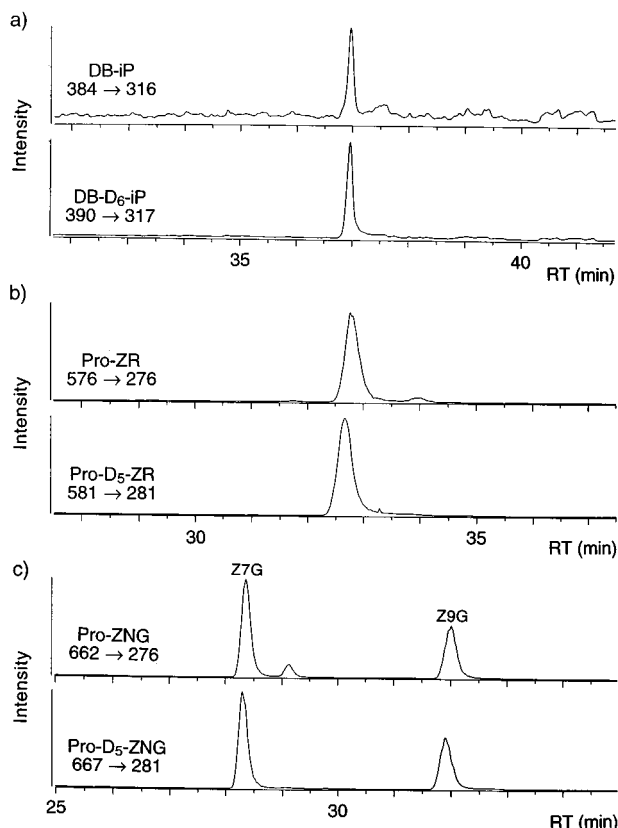 a)
Intensity
DB-iP
384 → 316
DB-D₆-iP
390 → 317
35
40
RT (min)
b)
Intensity
Pro-ZR
576 → 276
Pro-D₅-ZR
581 → 281
30
35
RT (min)
c)
Intensity
Z7G
Z9G
Pro-ZNG
662 → 276
Pro-D₅-ZNG
667 → 281
25
30
RT (min)